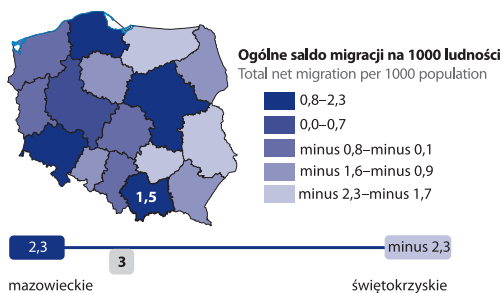 Ogólne saldo migracji na 1000 ludności
Total net migration per 1000 population
0,8–2,3
0,0–0,7
minus 0,8–minus 0,1
minus 1,6–minus 0,9
minus 2,3–minus 1,7
1,5
2,3
minus 2,3
3
mazowieckie
świętokrzyskie